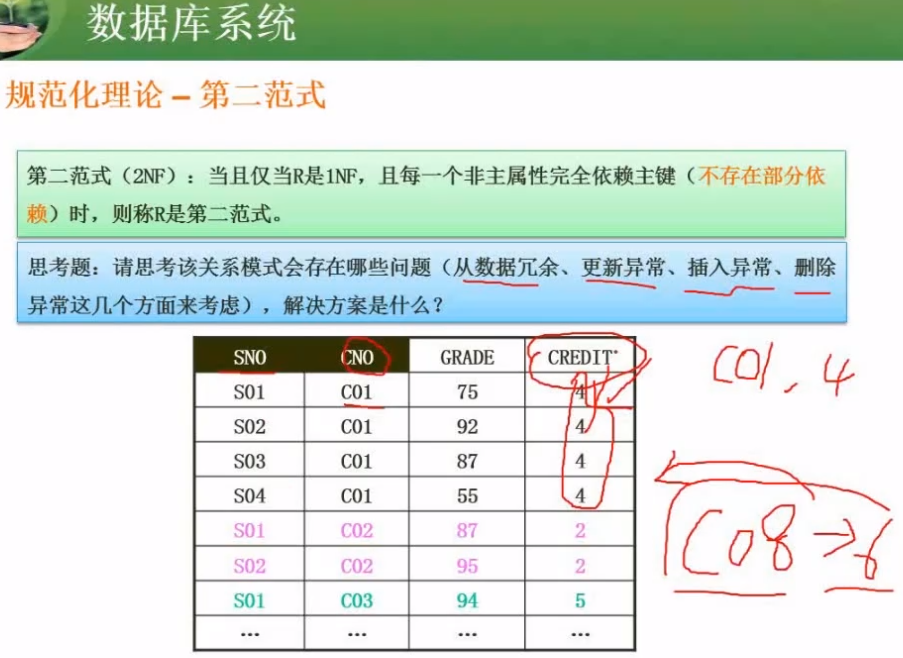 数据库系统
规范化理论 – 第二范式
第二范式（2NF）：当且仅当R是1NF，且每一个非主属性完全依赖主键（不存在部分依
赖）时，则称R是第二范式。
思考题：请思考该关系模式会存在哪些问题（从数据冗余、更新异常、插入异常、删除
异常这几个方面来考虑），解决方案是什么？
SNO CNO GRADE CREDIT
S01 C01 75 4
S02 C01 92 4
S03 C01 87 4
S04 C01 55 4
S01 C02 87 2
S02 C02 95 2
S01 C03 94 5
… … … …
C01, 4
C08 → 6